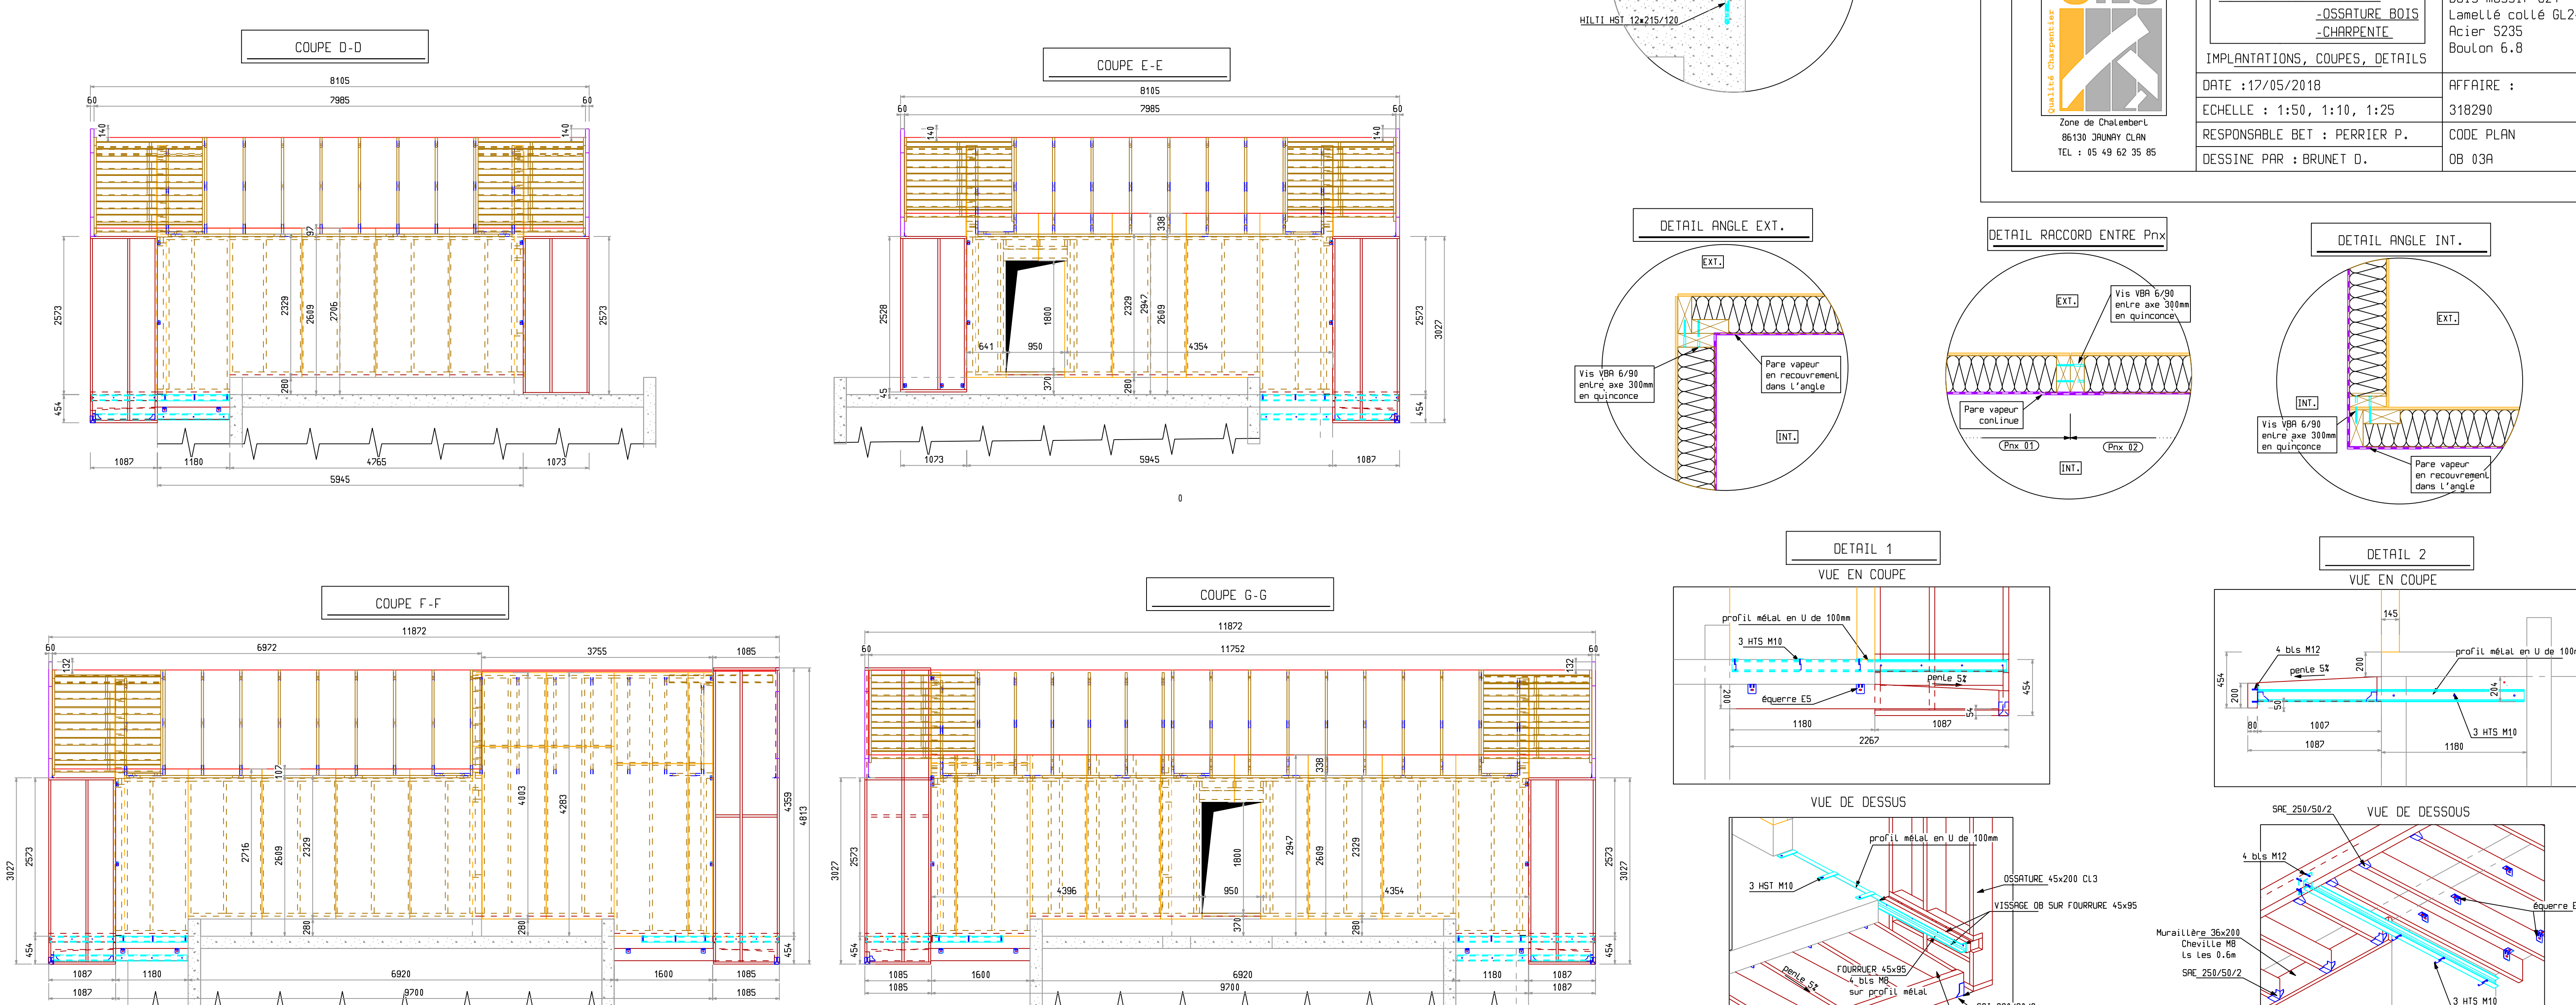 COUPE D-D
8105
60
7985
60
140
140
97
2573
2329
2609
2706
2573
280
454
1087
1180
4765
1073
5945
COUPE E-E
8105
60
7985
60
140
140
338
2528
1800
2329
2947
2609
2573
3027
641
950
4354
45
370
280
454
1073
5945
1087
0
HILTI HST 12x215/120
Qualité Charpentier
Zone de Chalembert
86130 JAUNAY CLAN
TEL : 05 49 62 35 85
-OSSATURE BOIS
-CHARPENTE
IMPLANTATIONS, COUPES, DETAILS
Acier S235
Boulon 6.8
DATE :17/05/2018
AFFAIRE :
ECHELLE : 1:50, 1:10, 1:25
318290
RESPONSABLE BET : PERRIER P.
CODE PLAN
DESSINE PAR : BRUNET D.
OB 03A
DETAIL ANGLE EXT.
EXT.
Vis VBA 6/90
entre axe 300mm
en quinconce
Pare vapeur
en recouvrement
dans l'angle
INT.
DETAIL RACCORD ENTRE Pnx
EXT.
Vis VBA 6/90
entre axe 300mm
en quinconce
Pare vapeur
continue
Pnx 01
Pnx 02
INT.
DETAIL ANGLE INT.
EXT.
INT.
Vis VBA 6/90
entre axe 300mm
en quinconce
Pare vapeur
en recouvrement
dans l'angle
COUPE F-F
11872
60
6972
3755
1085
132
107
3027
2573
2716
2609
2329
4003
4283
4359
4813
280
280
454
454
1087
1180
6920
1600
1085
1087
9700
1085
COUPE G-G
11872
60
11752
60
132
338
3027
2573
1800
2947
2609
2329
2573
3027
4396
950
4354
370
280
454
454
1085
1600
6920
1180
1087
1085
9700
1087
DETAIL 1
VUE EN COUPE
profil métal en U de 100mm
3 HTS M10
pente 5%
200
équerre E5
454
54
1180
1087
2267
VUE DE DESSUS
profil métal en U de 100mm
3 HST M10
OSSATURE 45x200 CL3
VISSAGE OB SUR FOURRURE 45x95
FOURRUER 45x95
4 bls M8
sur profil métal
pente 5%
DETAIL 2
VUE EN COUPE
145
4 bls M12
200
pente 5%
454
200
50
204
80
1007
3 HTS M10
1087
1180
VUE DE DESSOUS
SAE 250/50/2
4 bls M12
Muraillère 36x200
Cheville M8
ts les 0.6m
SAE 250/50/2
3 HTS M10